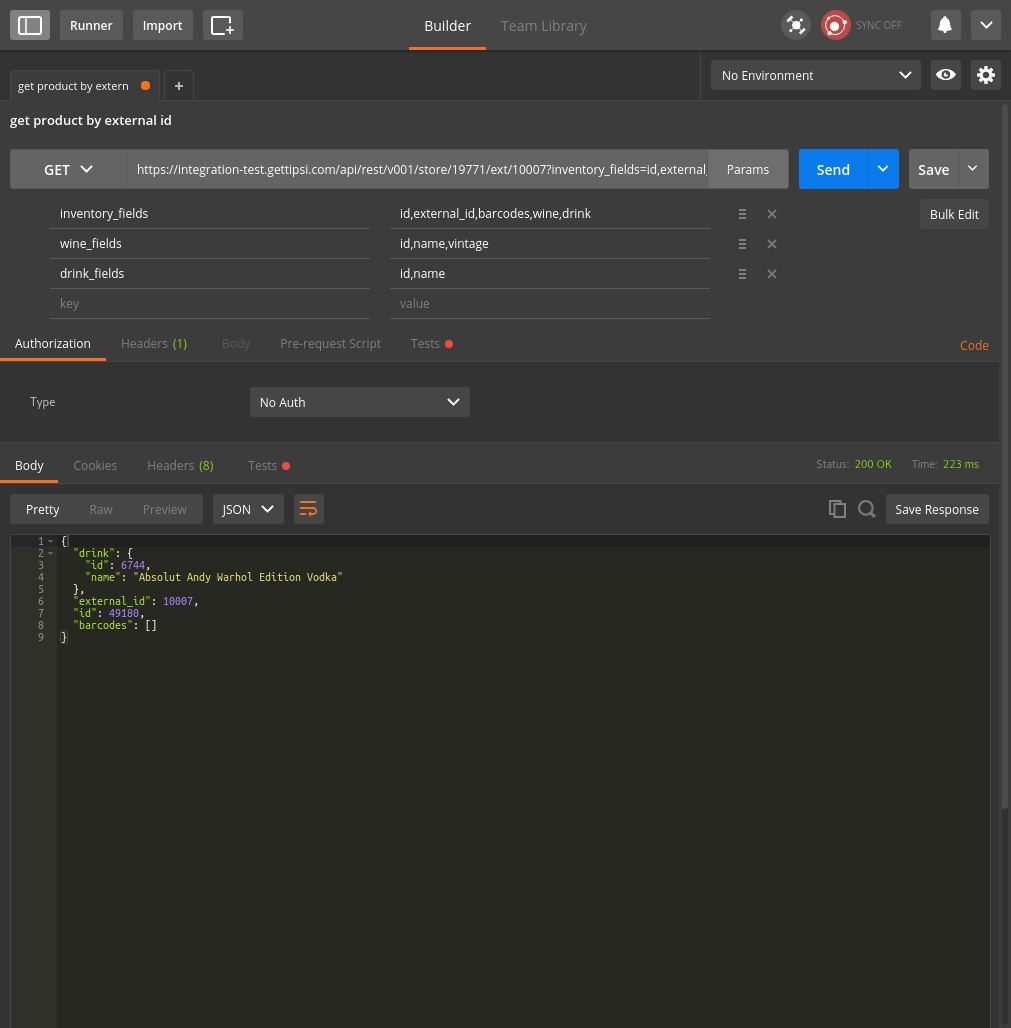 Runner Import Builder Team Library SYNC OFF
get product by extern + No Environment
get product by external id
GET https://integration-test.gettipsi.com/api/rest/v001/store/19771/ext/10007?inventory_fields=id,external_ Params Send Save
inventory_fields id,external_id,barcodes,wine,drink Bulk Edit
wine_fields id,name,vintage
drink_fields id,name
key value
Authorization Headers (1) Body Pre-request Script Tests Code
Type No Auth
Body Cookies Headers (8) Tests Status: 200 OK Time: 223 ms
Pretty Raw Preview JSON Save Response
1 {
2 "drink": {
3 "id": 6744,
4 "name": "Absolut Andy Warhol Edition Vodka"
5 },
6 "external_id": 10007,
7 "id": 49180,
8 "barcodes": []
9 }